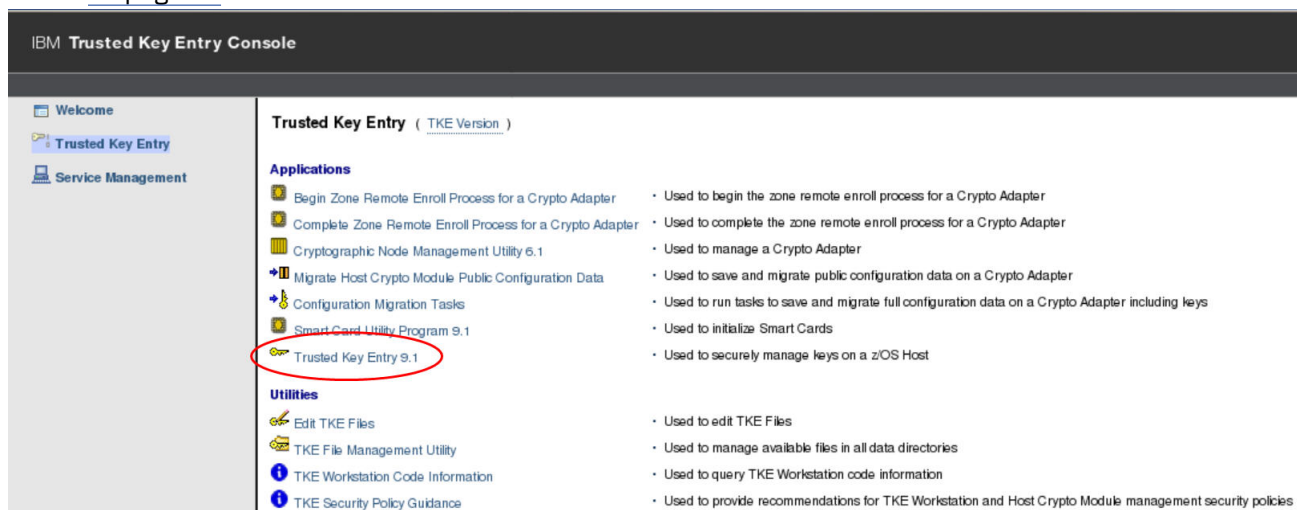 IBM Trusted Key Entry Console
Welcome
Trusted Key Entry
Service Management
Trusted Key Entry ( TKE Version )
Applications
Begin Zone Remote Enroll Process for a Crypto Adapter • Used to begin the zone remote enroll process for a Crypto Adapter
Complete Zone Remote Enroll Process for a Crypto Adapter • Used to complete the zone remote enroll process for a Crypto Adapter
Cryptographic Node Management Utility 6.1 • Used to manage a Crypto Adapter
Migrate Host Crypto Module Public Configuration Data • Used to save and migrate public configuration data on a Crypto Adapter
Configuration Migration Tasks • Used to run tasks to save and migrate full configuration data on a Crypto Adapter including keys
Smart Card Utility Program 9.1 • Used to initialize Smart Cards
Trusted Key Entry 9.1 • Used to securely manage keys on a z/OS Host
Utilities
Edit TKE Files • Used to edit TKE Files
TKE File Management Utility • Used to manage available files in all data directories
TKE Workstation Code Information • Used to query TKE Workstation code information
TKE Security Policy Guidance • Used to provide recommendations for TKE Workstation and Host Crypto Module management security policies